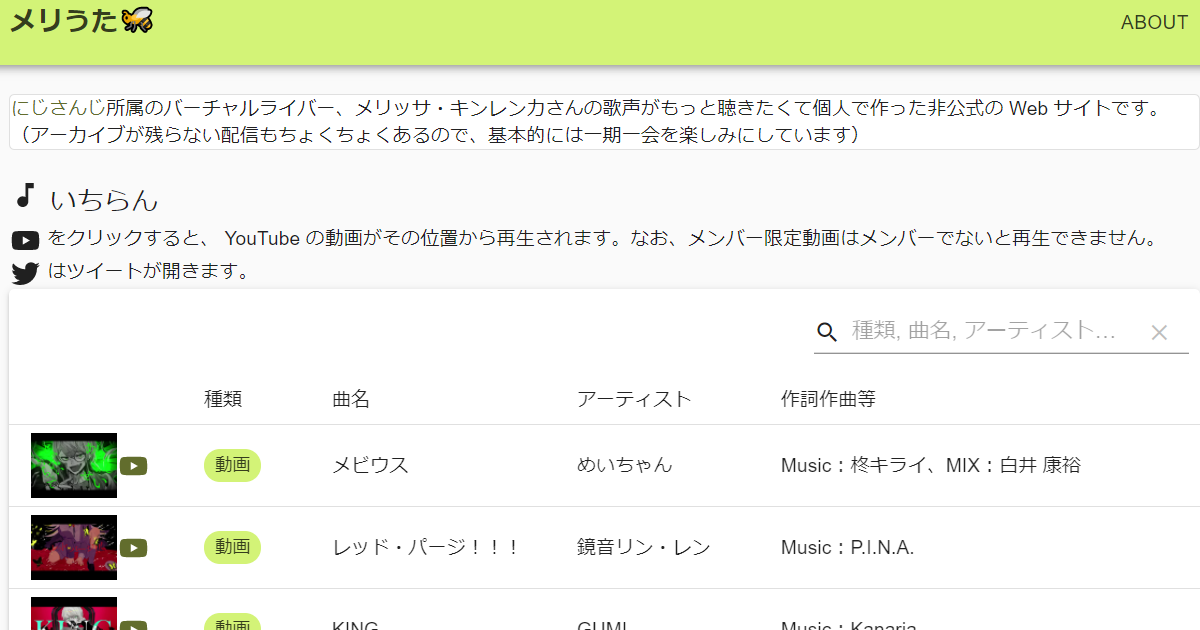 メリうた
ABOUT
にじさんじ所属のバーチャルライバー、メリッサ・キンレンカさんの歌声がもっと聴きたくて個人で作った非公式の Web サイトです。
（アーカイブが残らない配信もちょくちょくあるので、基本的には一期一会を楽しみにしています）
いちらん
をクリックすると、 YouTube の動画がその位置から再生されます。なお、メンバー限定動画はメンバーでないと再生できません。
はツイートが開きます。
種類, 曲名, アーティスト…
種類 曲名 アーティスト 作詞作曲等
動画 メビウス めいちゃん Music：柊キライ、MIX：白井 康裕
動画 レッド・パージ！！！ 鏡音リン・レン Music：P.I.N.A.
動画 KING GUMI Music：Kanaria